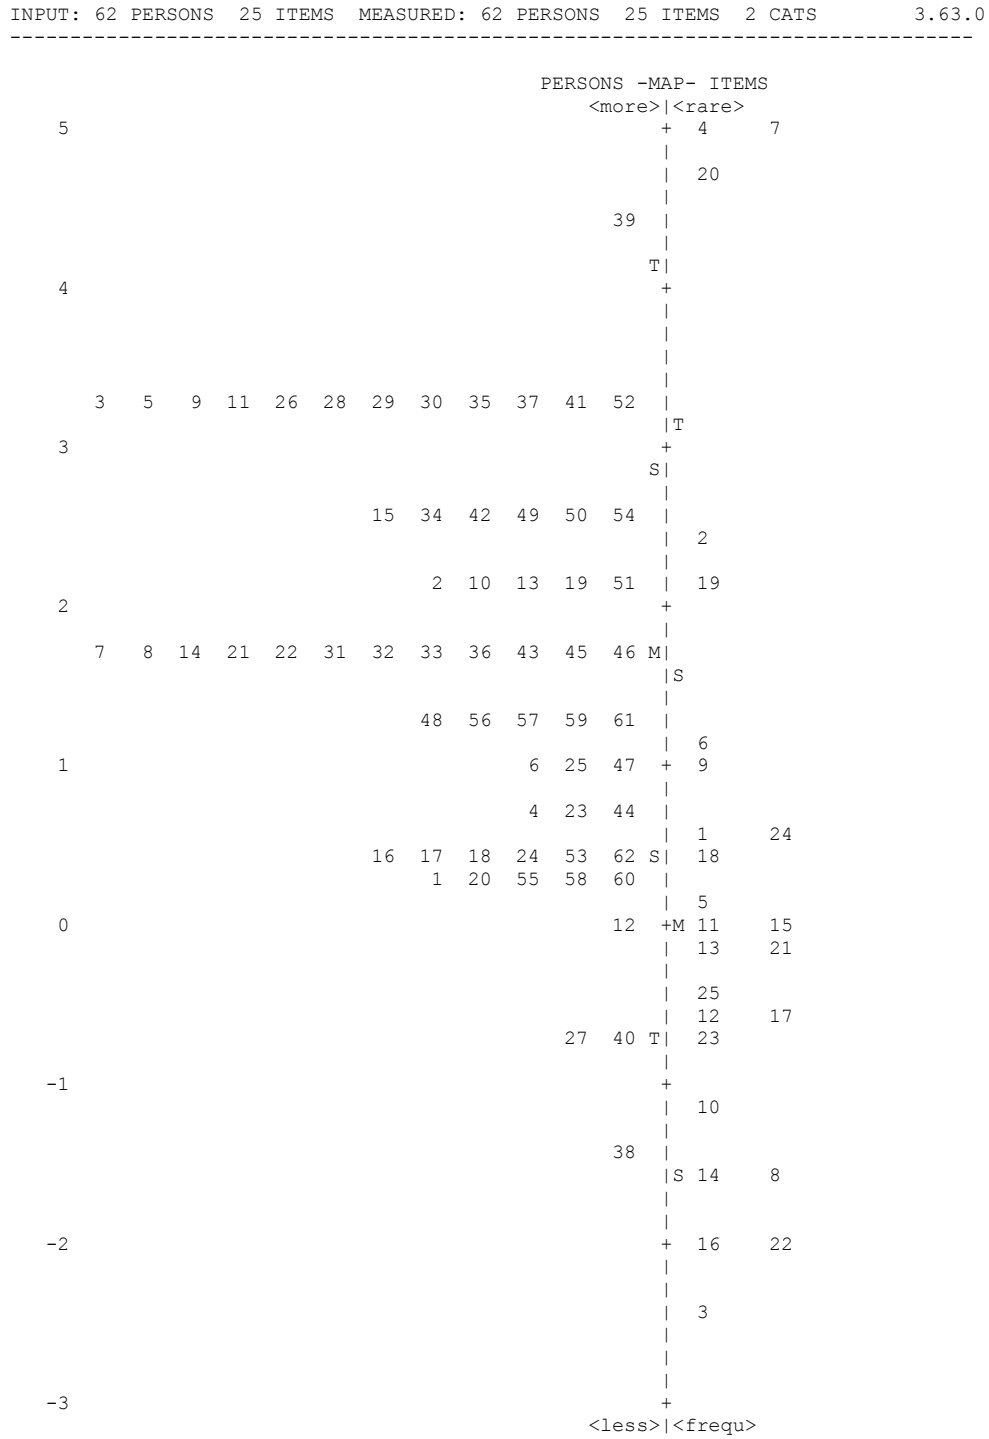 INPUT: 62 PERSONS  25 ITEMS  MEASURED: 62 PERSONS  25 ITEMS  2 CATS        3.63.0
--------------------------------------------------------------------------------
PERSONS -MAP- ITEMS
<more>|<rare>
5 + 4 7
|
| 20
|
39 |
|
T|
4 +
|
|
|
|
3 5 9 11 26 28 29 30 35 37 41 52 |
|T
3 +
S|
|
15 34 42 49 50 54 |
| 2
|
2 10 13 19 51 | 19
2 +
|
7 8 14 21 22 31 32 33 36 43 45 46 M|
|S
|
48 56 57 59 61 |
| 6
1 6 25 47 + 9
|
4 23 44 |
| 1 24
16 17 18 24 53 62 S| 18
1 20 55 58 60 |
| 5
0 12 +M 11 15
| 13 21
|
| 25
| 12 17
27 40 T| 23
|
-1 +
| 10
|
38 |
|S 14 8
|
|
-2 + 16 22
|
|
| 3
|
|
|
-3 +
<less>|<frequ>